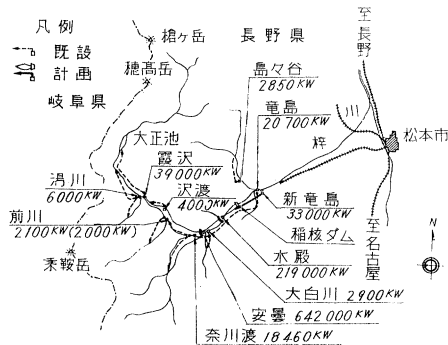 凡例
既設
計画
槍ヶ岳
穂高岳
長野県
岐阜県
至長野
島々谷
2850KW
竜島
20700KW
梓
川
松本市
大正池
霞沢
39000KW
沢渡
4000KW
湯川
6000KW
前川
2100KW(2000KW)
乗鞍岳
新竜島
33000KW
稲核ダム
水殿
219000KW
大白川 2900KW
安曇 642000KW
奈川渡 18460KW
至名古屋
N